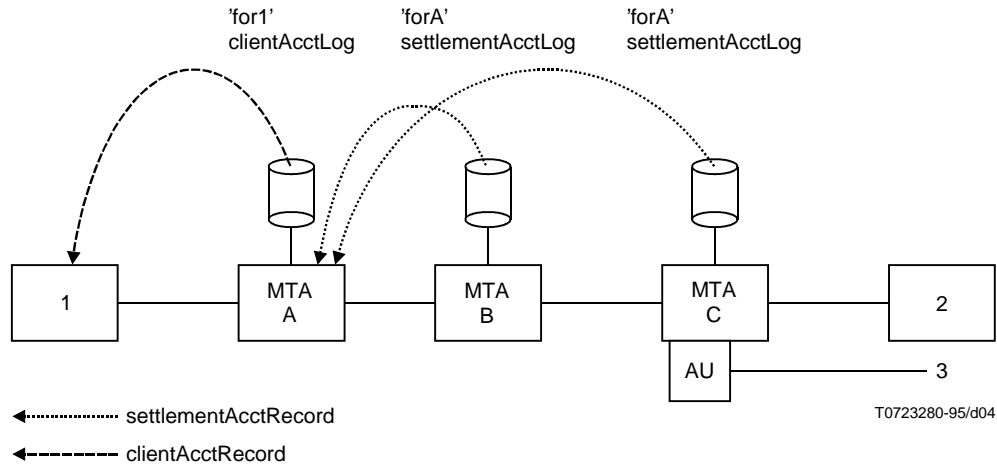 'for1'
clientAcctLog
'forA'
settlementAcctLog
'forA'
settlementAcctLog
1
MTA
A
MTA
B
MTA
C
2
AU
3
settlementAcctRecord
T0723280-95/d04
clientAcctRecord